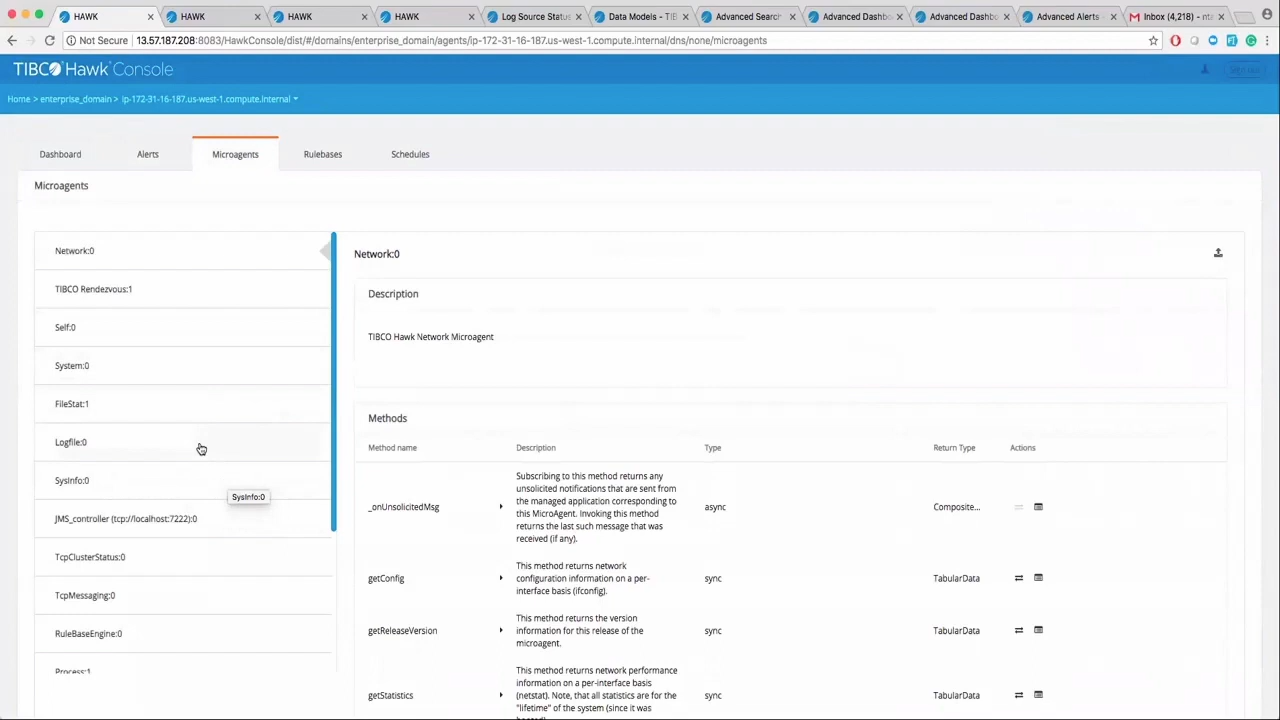 HAWK
HAWK
HAWK
HAWK
Log Source Status
Data Models - TIB
Advanced Searc
Advanced Dashbo
Advanced Dashbo
Advanced Alerts -
Inbox (4,218) - nta
Not Secure
13.57.187.208:8083/HawkConsole/dist/#/domains/enterprise_domain/agents/ip-172-31-16-187.us-west-1.compute.internal/dns/none/microagents
TIBCO Hawk Console
Sign out
Home > enterprise_domain > ip-172-31-16-187.us-west-1.compute.internal
Dashboard
Alerts
Microagents
Rulebases
Schedules
Microagents
Network:0
TIBCO Rendezvous:1
Self:0
System:0
FileStat:1
Logfile:0
SysInfo:0
SysInfo:0
JMS_controller (tcp://localhost:7222):0
TcpClusterStatus:0
TcpMessaging:0
RuleBaseEngine:0
Process:1
Network:0
Description
TIBCO Hawk Network Microagent
Methods
Method name
Description
Type
Return Type
Actions
_onUnsolicitedMsg
Subscribing to this method returns any
unsolicited notifications that are sent from
the managed application corresponding to
this MicroAgent. Invoking this method
returns the last such message that was
received (if any).
async
Composite...
getConfig
This method returns network
configuration information on a per-
interface basis (ifconfig).
sync
TabularData
getReleaseVersion
This method returns the version
information for this release of the
microagent.
sync
TabularData
getStatistics
This method returns network performance
information on a per-interface basis
(netstat). Note, that all statistics are for the
"lifetime" of the system (since it was
booted).
sync
TabularData